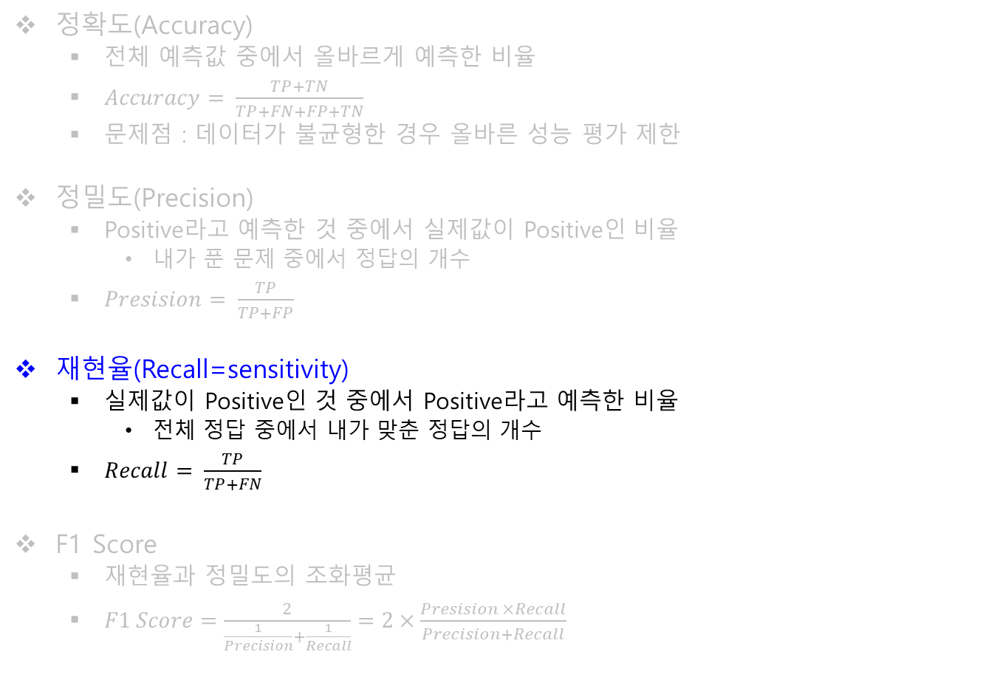 ❖ 정확도(Accuracy)
▪ 전체 예측값 중에서 올바르게 예측한 비율
▪ Accuracy = \frac{TP+TN}{TP+FN+FP+TN}
▪ 문제점 : 데이터가 불균형한 경우 올바른 성능 평가 제한
❖ 정밀도(Precision)
▪ Positive라고 예측한 것 중에서 실제값이 Positive인 비율
• 내가 푼 문제 중에서 정답의 개수
▪ Presision = \frac{TP}{TP+FP}
❖ 재현율(Recall=sensitivity)
▪ 실제값이 Positive인 것 중에서 Positive라고 예측한 비율
• 전체 정답 중에서 내가 맞춘 정답의 개수
▪ Recall = \frac{TP}{TP+FN}
❖ F1 Score
▪ 재현율과 정밀도의 조화평균
▪ F1 Score = \frac{2}{\frac{1}{Precision}+\frac{1}{Recall}} = 2 × \frac{Presision ×Recall}{Precision+Recall}